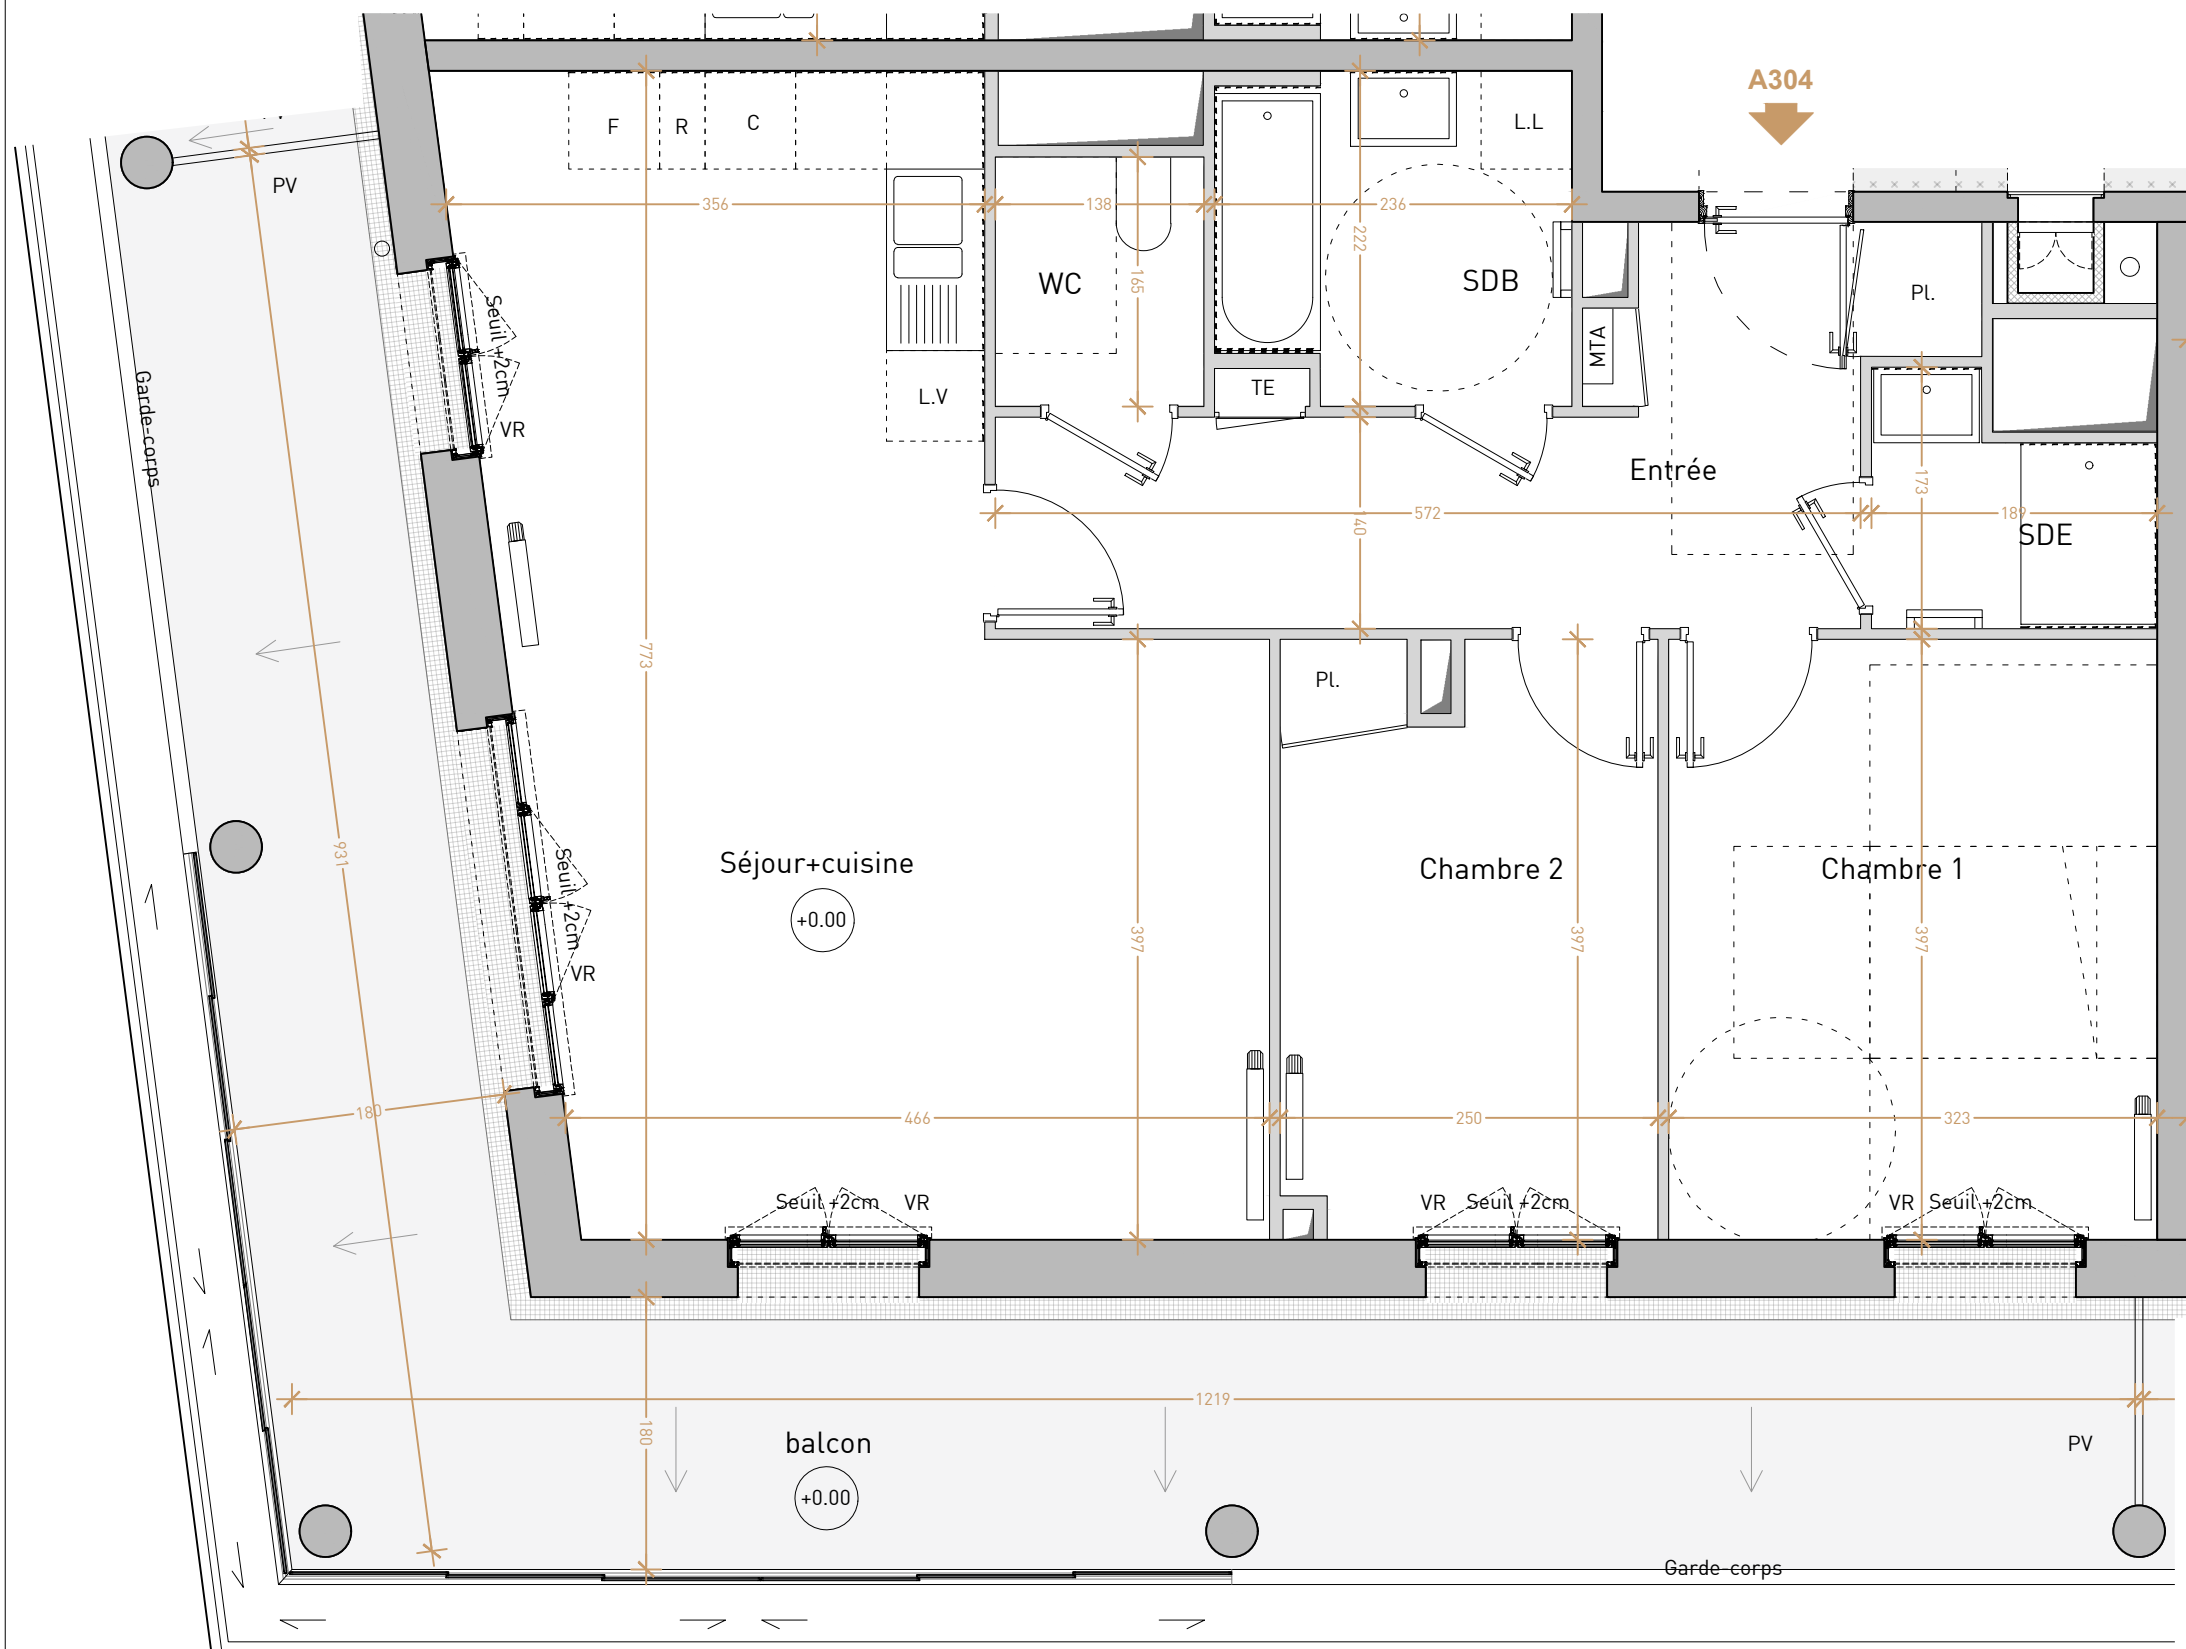 A304
F
R
C
L.L
PV
356
138
236
222
165
WC
SDB
Pl.
Seuil +2cm
VR
MTA
TE
L.V
Garde-corps
Entrée
173
572
140
189
SDE
773
Pl.
931
Séjour+cuisine
+0.00
Chambre 2
Chambre 1
Seuil +2cm
VR
397
397
397
180
466
250
323
Seuil +2cm
VR
VR
Seuil +2cm
VR
Seuil +2cm
1219
180
balcon
+0.00
PV
Garde-corps